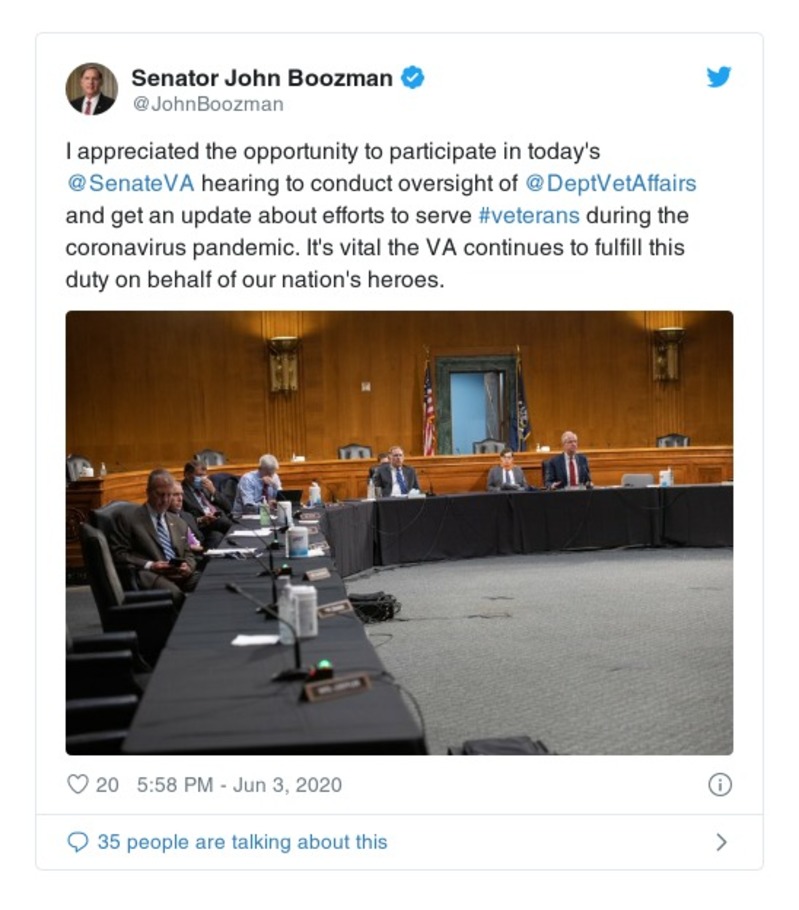 Senator John Boozman
@JohnBoozman
I appreciated the opportunity to participate in today's
@SenateVA hearing to conduct oversight of @DeptVetAffairs
and get an update about efforts to serve #veterans during the
coronavirus pandemic. It's vital the VA continues to fulfill this
duty on behalf of our nation's heroes.
20 5:58 PM - Jun 3, 2020
35 people are talking about this